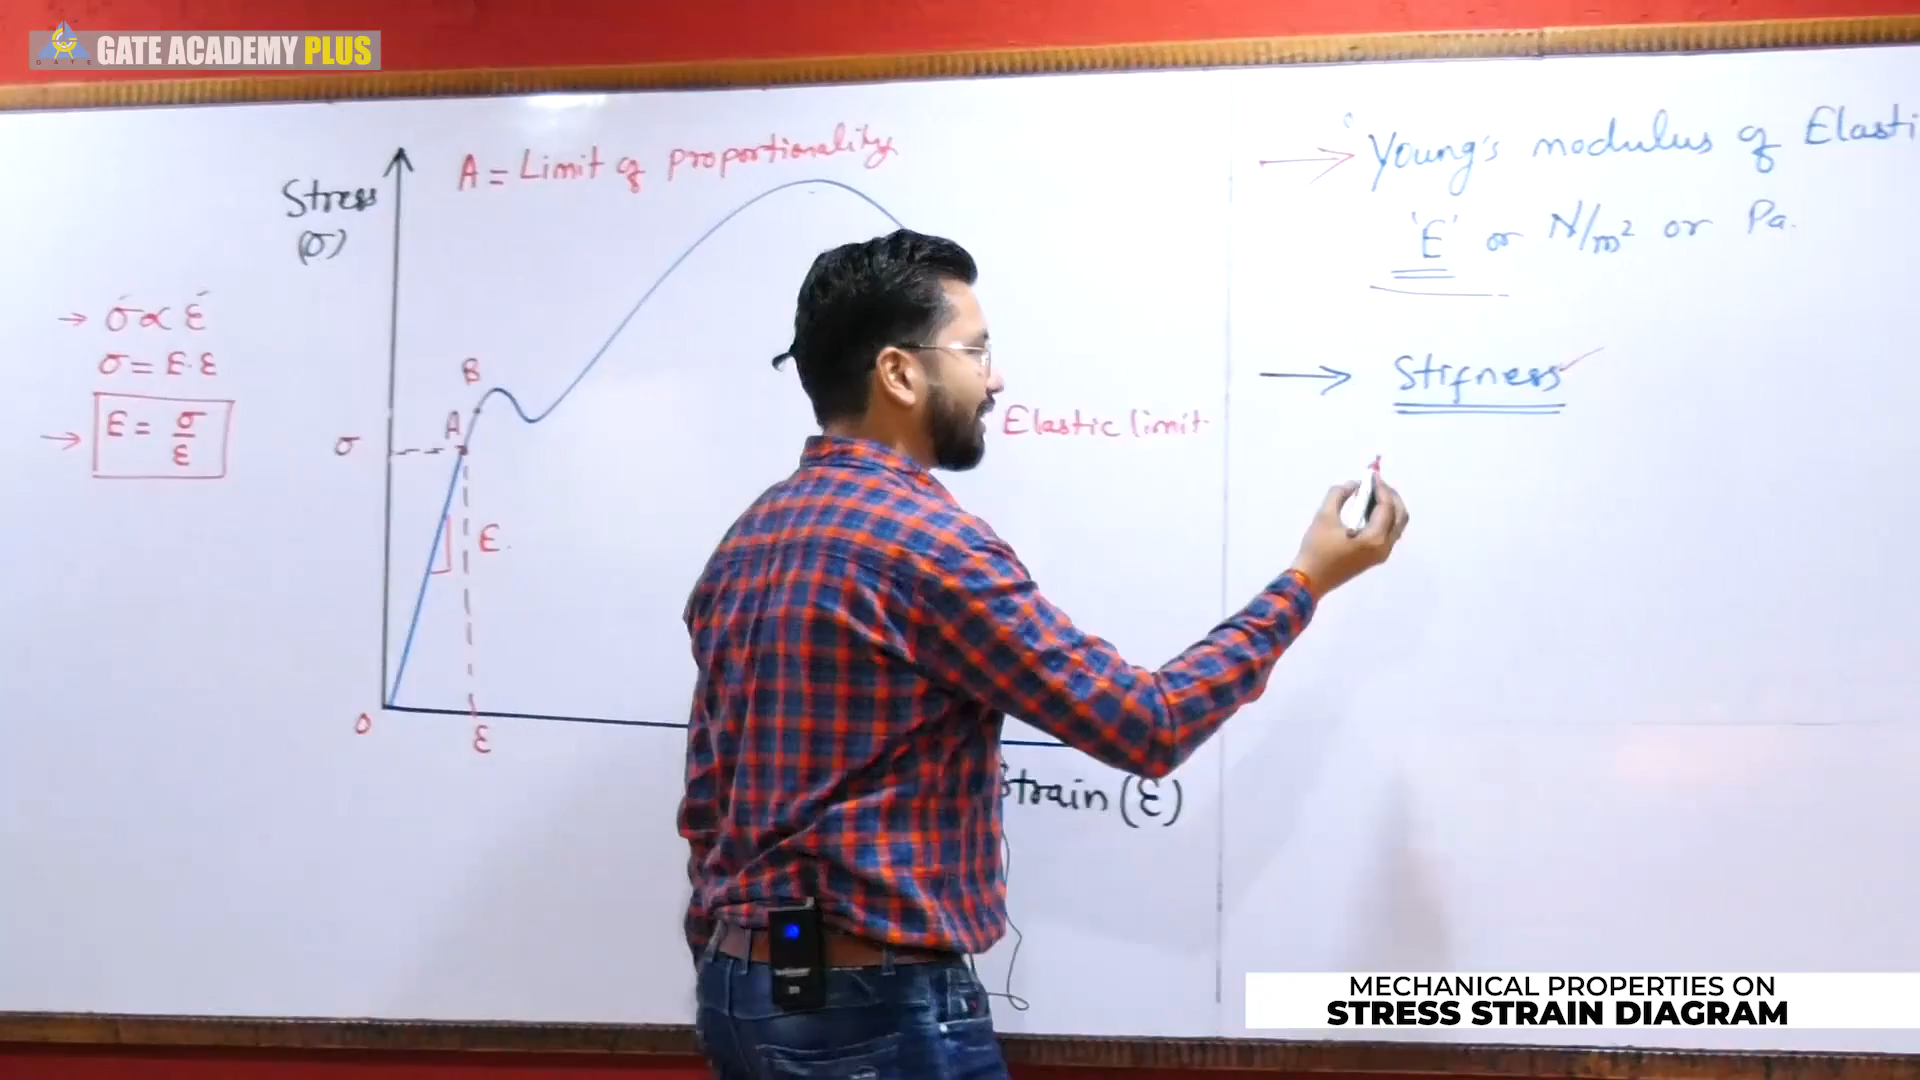 GATE ACADEMY PLUS
GATE
A = Limit of proportionality
Stress
(σ)
→ σ ∝ ε
σ = E·ε
→ E = σ/ε
B
A
σ
E.
O
ε
Strain (ε)
Elastic limit.
→ Young's modulus of Elasti
'E' or N/m² or Pa.
→ Stifness
MECHANICAL PROPERTIES ON
STRESS STRAIN DIAGRAM